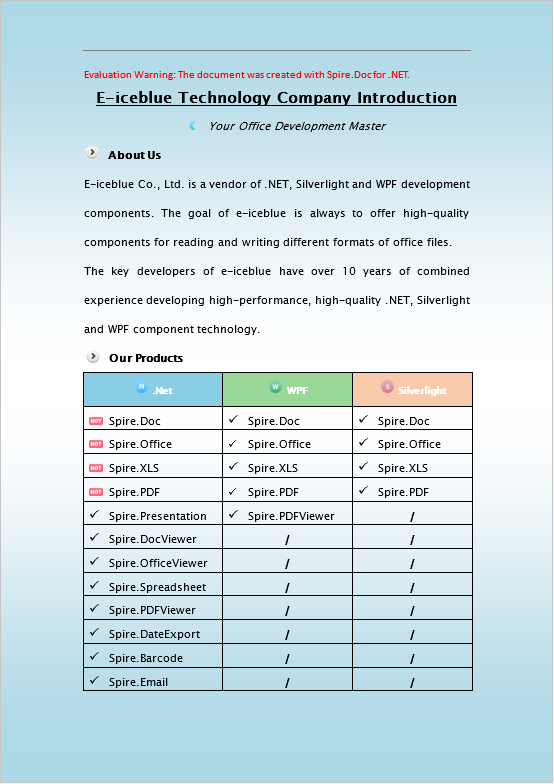 Evaluation Warning: The document was created with Spire.Doc for .NET.
E-iceblue Technology Company Introduction
Your Office Development Master
About Us
E-iceblue Co., Ltd. is a vendor of .NET, Silverlight and WPF development
components. The goal of e-iceblue is always to offer high-quality
components for reading and writing different formats of office files.
The key developers of e-iceblue have over 10 years of combined
experience developing high-performance, high-quality .NET, Silverlight
and WPF component technology.
Our Products
N .Net W WPF S Silverlight
HOT Spire.Doc ✓ Spire.Doc ✓ Spire.Doc
HOT Spire.Office ✓ Spire.Office ✓ Spire.Office
HOT Spire.XLS ✓ Spire.XLS ✓ Spire.XLS
HOT Spire.PDF ✓ Spire.PDF ✓ Spire.PDF
✓ Spire.Presentation ✓ Spire.PDFViewer /
✓ Spire.DocViewer / /
✓ Spire.OfficeViewer / /
✓ Spire.Spreadsheet / /
✓ Spire.PDFViewer / /
✓ Spire.DateExport / /
✓ Spire.Barcode / /
✓ Spire.Email / /